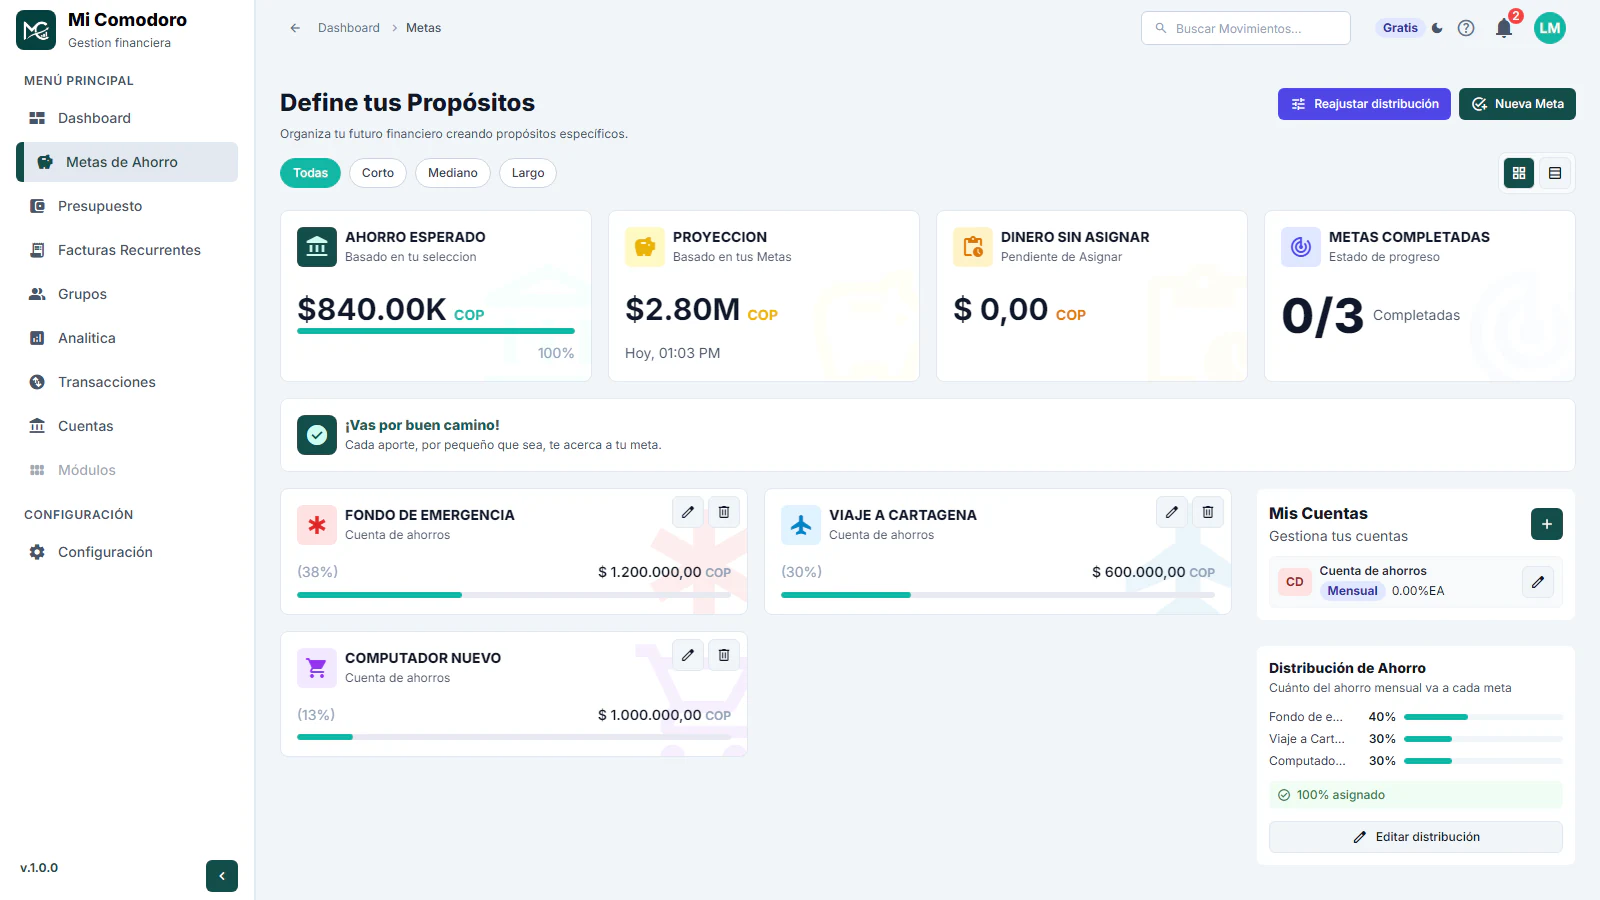 Mi Comodoro
Gestion financiera
MENÚ PRINCIPAL
Dashboard
Metas de Ahorro
Presupuesto
Facturas Recurrentes
Grupos
Analitica
Transacciones
Cuentas
Módulos
CONFIGURACIÓN
Configuración
v.1.0.0
Dashboard > Metas
Buscar Movimientos...
Gratis
2
LM
Define tus Propósitos
Organiza tu futuro financiero creando propósitos específicos.
Reajustar distribución
Nueva Meta
Todas
Corto
Mediano
Largo
AHORRO ESPERADO
Basado en tu seleccion
$840.00K COP
100%
PROYECCION
Basado en tus Metas
$2.80M COP
Hoy, 01:03 PM
DINERO SIN ASIGNAR
Pendiente de Asignar
$ 0,00 COP
METAS COMPLETADAS
Estado de progreso
0/3 Completadas
¡Vas por buen camino!
Cada aporte, por pequeño que sea, te acerca a tu meta.
FONDO DE EMERGENCIA
Cuenta de ahorros
(38%)
$ 1.200.000,00 COP
VIAJE A CARTAGENA
Cuenta de ahorros
(30%)
$ 600.000,00 COP
COMPUTADOR NUEVO
Cuenta de ahorros
(13%)
$ 1.000.000,00 COP
Mis Cuentas
Gestiona tus cuentas
+
CD
Cuenta de ahorros
Mensual 0.00%EA
Distribución de Ahorro
Cuánto del ahorro mensual va a cada meta
Fondo de e... 40%
Viaje a Cart... 30%
Computado... 30%
100% asignado
Editar distribución